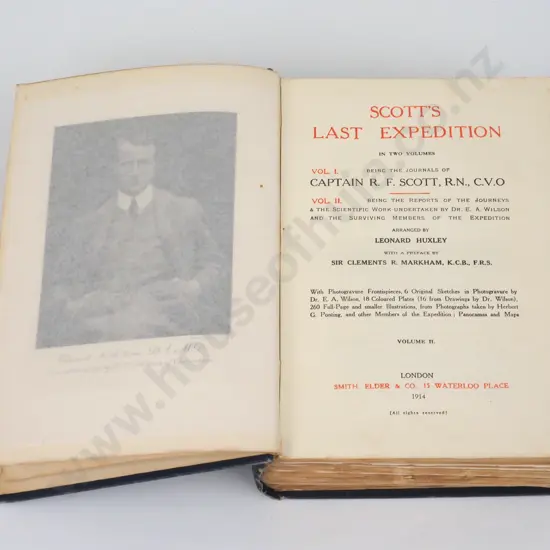 SCOTT'S
LAST EXPEDITION
IN TWO VOLUMES
VOL. I. BEING THE JOURNALS OF
CAPTAIN R. F. SCOTT, R.N., C.V.O
VOL. II. BEING THE REPORTS OF THE JOURNEYS
& THE SCIENTIFIC WORK UNDERTAKEN BY DR. E. A. WILSON
AND THE SURVIVING MEMBERS OF THE EXPEDITION
ARRANGED BY
LEONARD HUXLEY
WITH A PREFACE BY
SIR CLEMENTS R. MARKHAM, K.C.B., F.R.S.
With Photogravure Frontispieces, 6 Original Sketches in Photogravure by
Dr. E. A. Wilson, 18 Coloured Plates (16 from Drawings by Dr. Wilson),
260 Full-Page and smaller Illustrations, from Photographs taken by Herbert
G. Ponting, and other Members of the Expedition; Panoramas and Maps
VOLUME II.
LONDON
SMITH, ELDER & CO. 15 WATERLOO PLACE
1914
[All rights reserved]